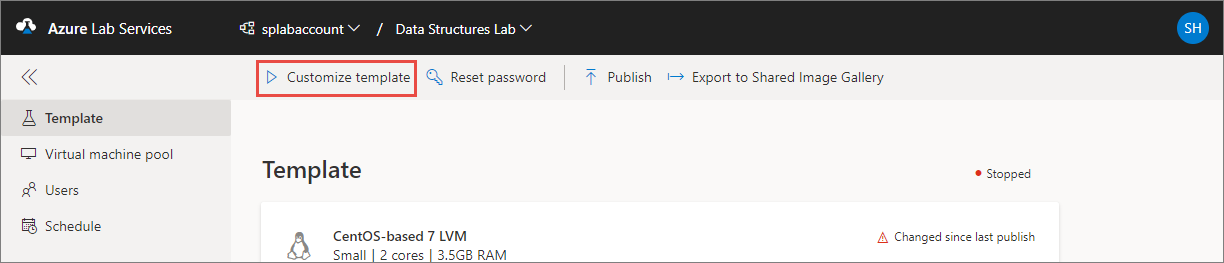 Azure Lab Services splabaccount / Data Structures Lab SH
Customize template Reset password Publish Export to Shared Image Gallery
Template
Virtual machine pool
Users
Schedule
Template Stopped
CentOS-based 7 LVM Changed since last publish
Small | 2 cores | 3.5GB RAM